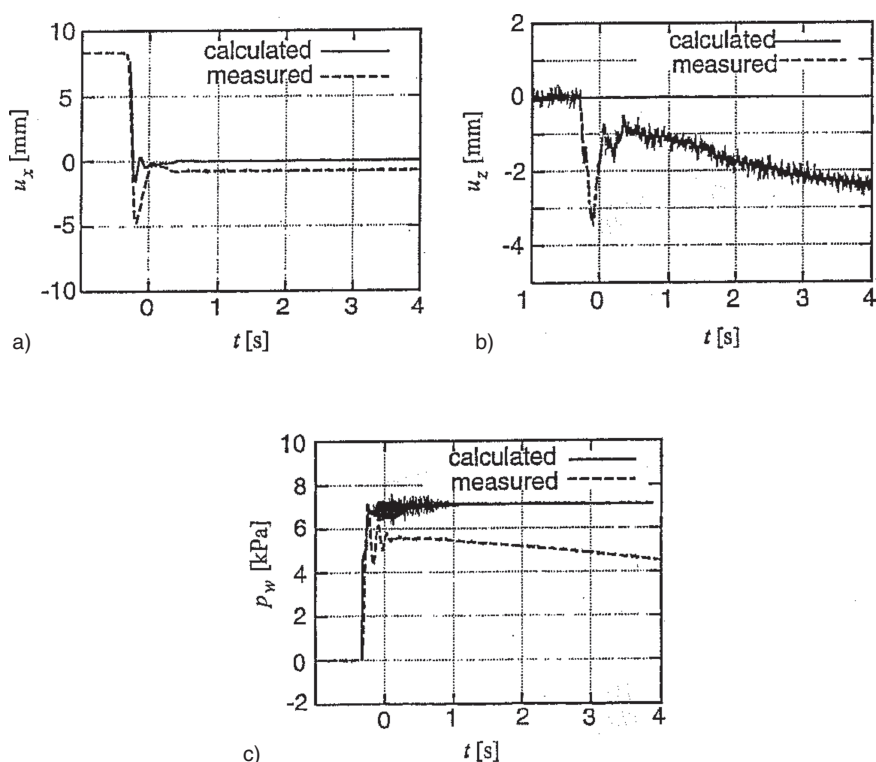 10
5
0
-5
-10
u_x [mm]
calculated
measured
0 1 2 3 4
t [s]
a)
2
0
-2
-4
u_z [mm]
calculated
measured
1 0 1 2 3 4
t [s]
b)
10
8
6
4
2
0
-2
p_w [kPa]
calculated
measured
0 1 2 3 4
t [s]
c)